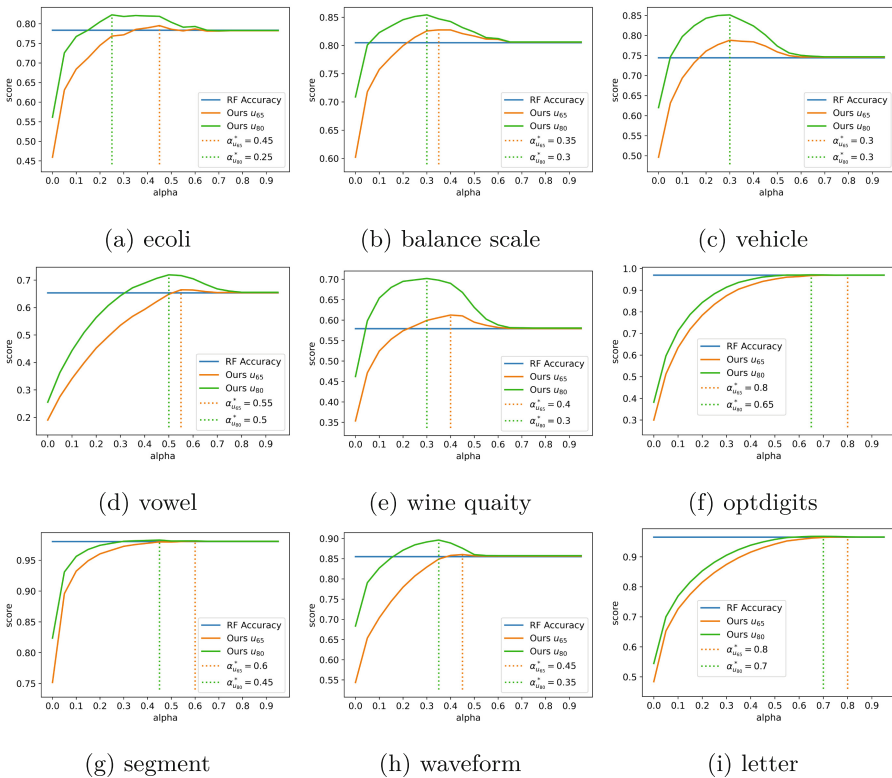 0.85
0.80
0.75
0.70
0.65
0.60
0.55
0.50
0.45
score
RF Accuracy
Ours u₆₅
Ours u₈₀
α*ᵤ₆₅ = 0.45
α*ᵤ₈₀ = 0.25
0.0 0.1 0.2 0.3 0.4 0.5 0.6 0.7 0.8 0.9
alpha
(a) ecoli
0.85
0.80
0.75
0.70
0.65
0.60
score
RF Accuracy
Ours u₆₅
Ours u₈₀
α*ᵤ₆₅ = 0.35
α*ᵤ₈₀ = 0.3
0.0 0.1 0.2 0.3 0.4 0.5 0.6 0.7 0.8 0.9
alpha
(b) balance scale
0.85
0.80
0.75
0.70
0.65
0.60
0.55
0.50
score
RF Accuracy
Ours u₆₅
Ours u₈₀
α*ᵤ₆₅ = 0.3
α*ᵤ₈₀ = 0.3
0.0 0.1 0.2 0.3 0.4 0.5 0.6 0.7 0.8 0.9
alpha
(c) vehicle
0.7
0.6
0.5
0.4
0.3
0.2
score
RF Accuracy
Ours u₆₅
Ours u₈₀
α*ᵤ₆₅ = 0.55
α*ᵤ₈₀ = 0.5
0.0 0.1 0.2 0.3 0.4 0.5 0.6 0.7 0.8 0.9
alpha
(d) vowel
0.70
0.65
0.60
0.55
0.50
0.45
0.40
0.35
score
RF Accuracy
Ours u₆₅
Ours u₈₀
α*ᵤ₆₅ = 0.4
α*ᵤ₈₀ = 0.3
0.0 0.1 0.2 0.3 0.4 0.5 0.6 0.7 0.8 0.9
alpha
(e) wine quaity
1.0
0.9
0.8
0.7
0.6
0.5
0.4
0.3
score
RF Accuracy
Ours u₆₅
Ours u₈₀
α*ᵤ₆₅ = 0.8
α*ᵤ₈₀ = 0.65
0.0 0.1 0.2 0.3 0.4 0.5 0.6 0.7 0.8 0.9
alpha
(f) optdigits
0.95
0.90
0.85
0.80
0.75
score
RF Accuracy
Ours u₆₅
Ours u₈₀
α*ᵤ₆₅ = 0.6
α*ᵤ₈₀ = 0.45
0.0 0.1 0.2 0.3 0.4 0.5 0.6 0.7 0.8 0.9
alpha
(g) segment
0.90
0.85
0.80
0.75
0.70
0.65
0.60
0.55
score
RF Accuracy
Ours u₆₅
Ours u₈₀
α*ᵤ₆₅ = 0.45
α*ᵤ₈₀ = 0.35
0.0 0.1 0.2 0.3 0.4 0.5 0.6 0.7 0.8 0.9
alpha
(h) waveform
0.9
0.8
0.7
0.6
0.5
score
RF Accuracy
Ours u₆₅
Ours u₈₀
α*ᵤ₆₅ = 0.8
α*ᵤ₈₀ = 0.7
0.0 0.1 0.2 0.3 0.4 0.5 0.6 0.7 0.8 0.9
alpha
(i) letter